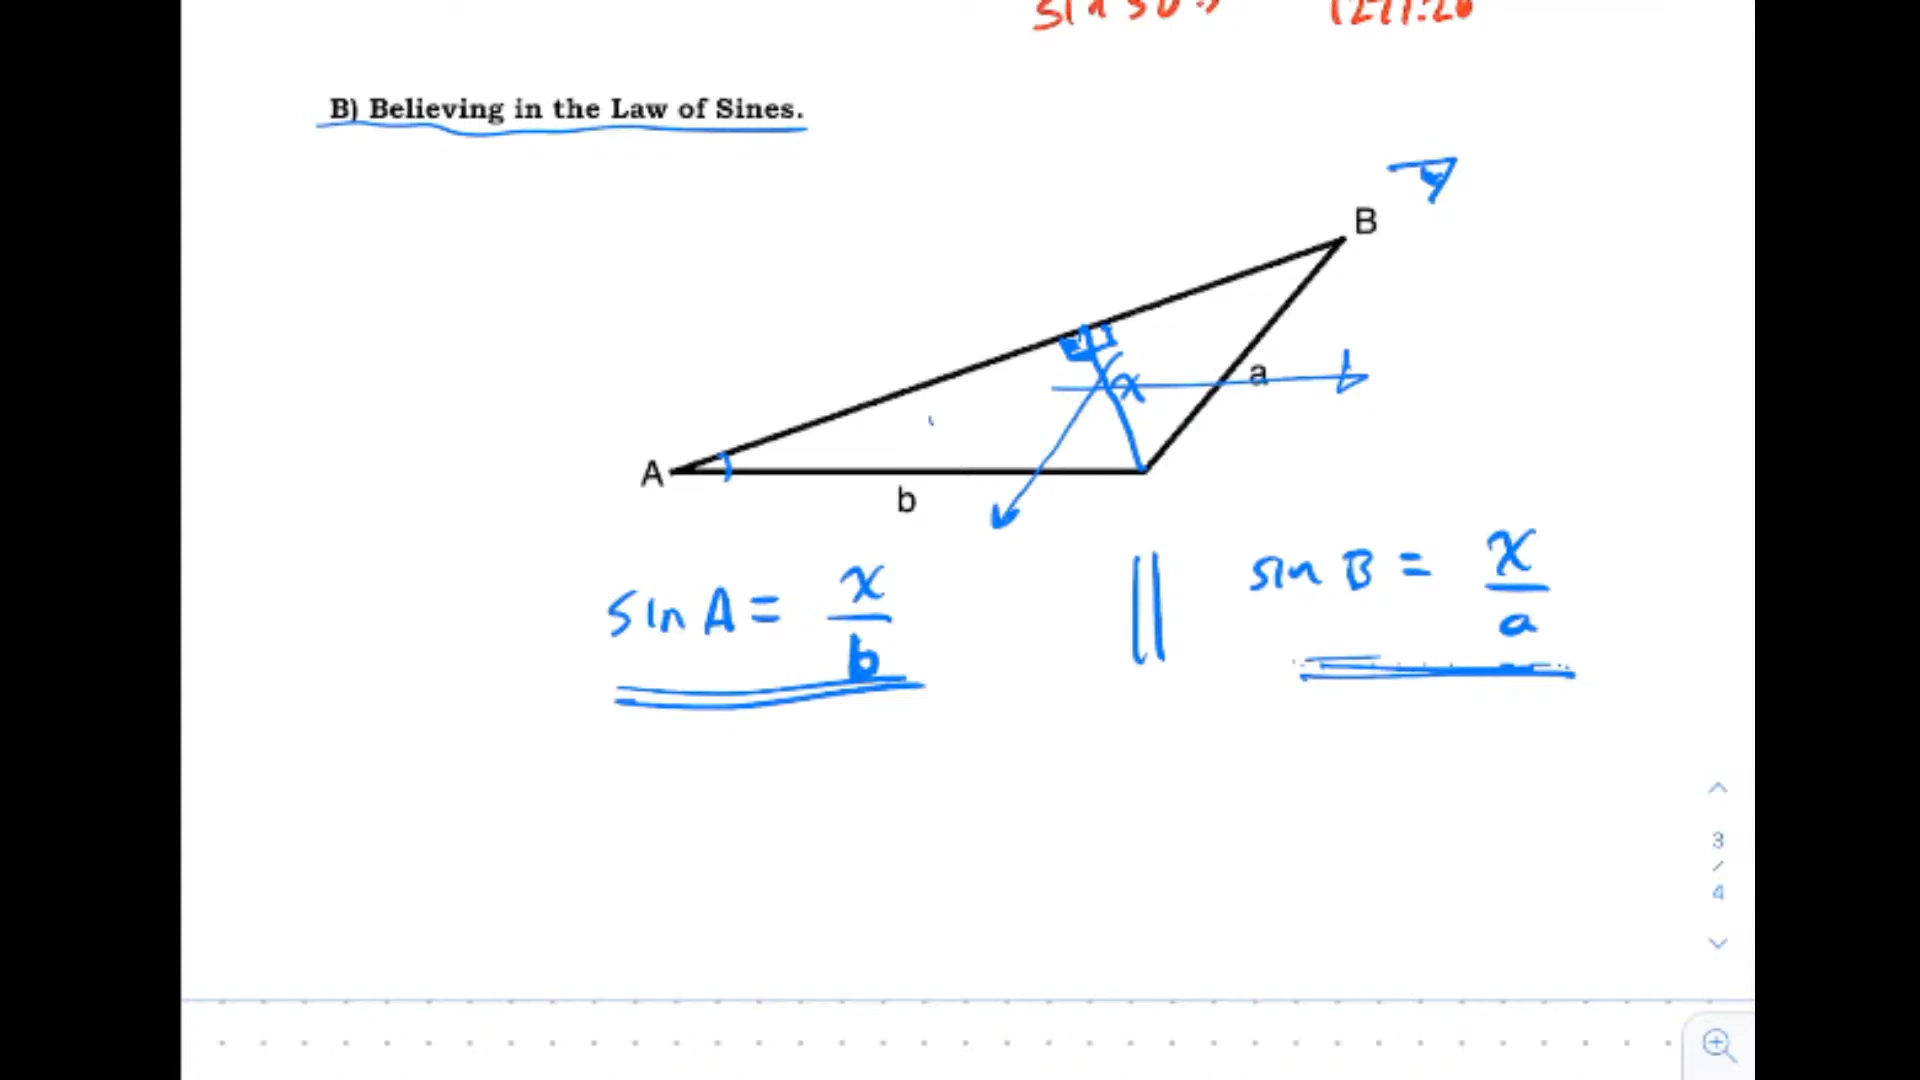 B) Believing in the Law of Sines.
B
x
a
A
b
sin A = x/b || sin B = x/a
3
/
4